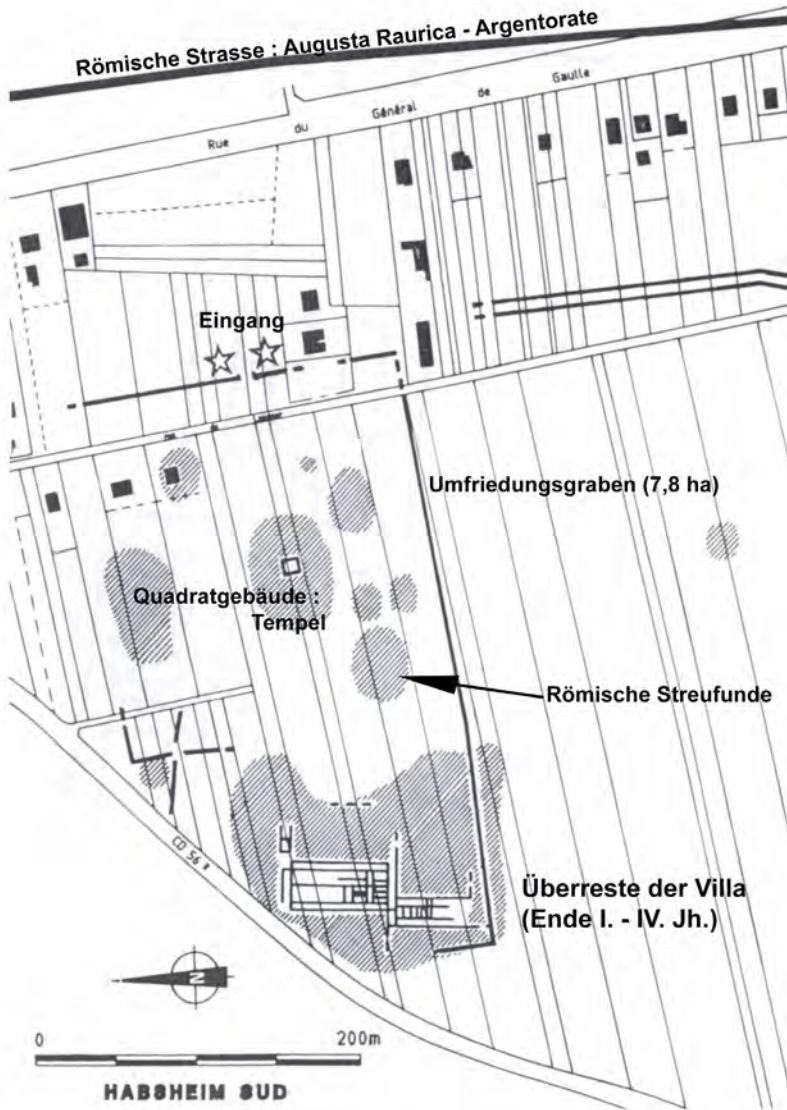 Römische Strasse : Augusta Raurica - Argentorate
Rue du Général de Gaulle
Eingang
Umfriedungsgraben (7,8 ha)
Quadratgebäude :
Tempel
Römische Streufunde
CD 56
Überreste der Villa
(Ende I. - IV. Jh.)
N
0 200m
HABSHEIM SUD